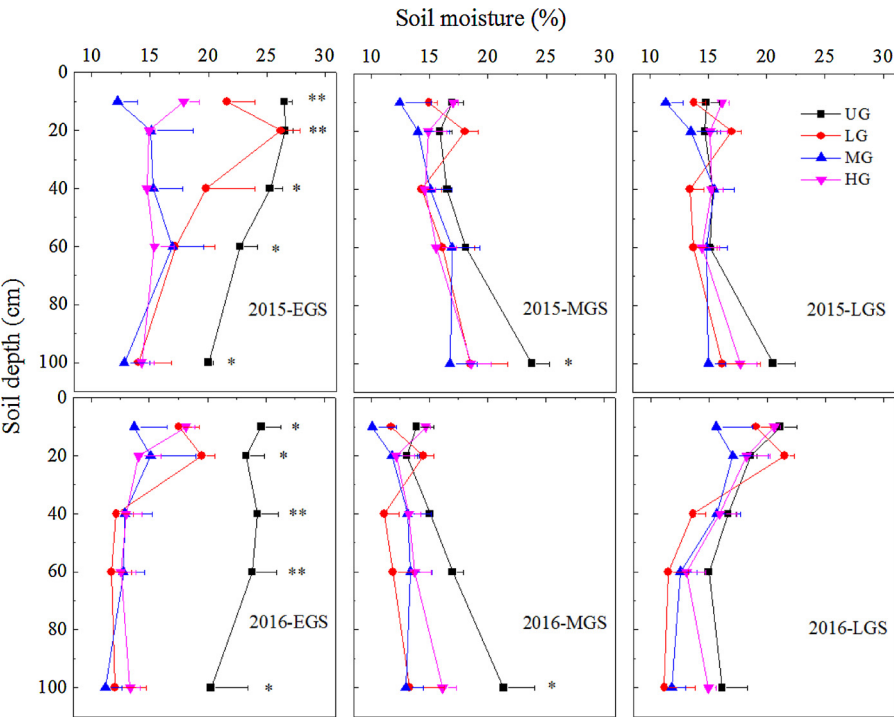 Soil moisture (%)
10 15 20 25 30 10 15 20 25 30 10 15 20 25 30
Soil depth (cm)
0
20
40
60
80
100
**
**
*
*
*
2015-EGS
*
2015-MGS
2015-LGS
UG
LG
MG
HG
0
20
40
60
80
100
*
*
**
**
*
2016-EGS
*
2016-MGS
2016-LGS